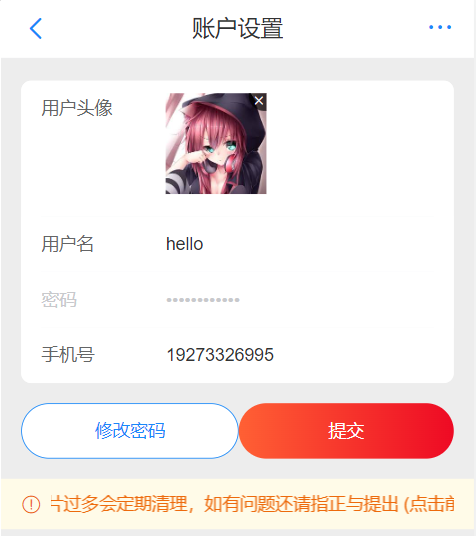 账户设置
用户头像
用户名 hello
密码 ••••••••••••
手机号 19273326995
修改密码 提交
过多会定期清理，如有问题还请指正与提出 (点击